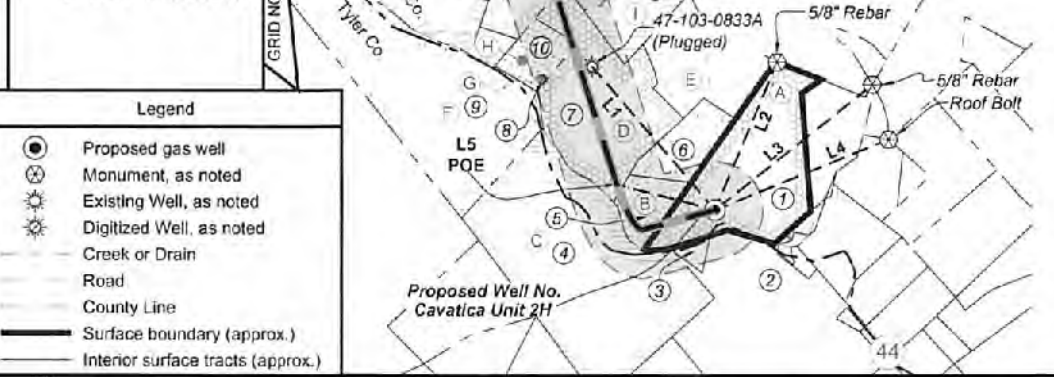 GRID NO
Legend
Proposed gas well
Monument, as noted
Existing Well, as noted
Digitized Well, as noted
Creek or Drain
Road
County Line
Surface boundary (approx.)
Interior surface tracts (approx.)
Co.
Tyler Co
47-103-0833A
(Plugged)
5/8" Rebar
5/8" Rebar
Roof Bolt
I
H
10
G
F
9
8
7
L1
D
E
A
L2
L3
L4
6
L5
POE
1
B
5
C
4
3
2
Proposed Well No.
Cavatica Unit 2H
44